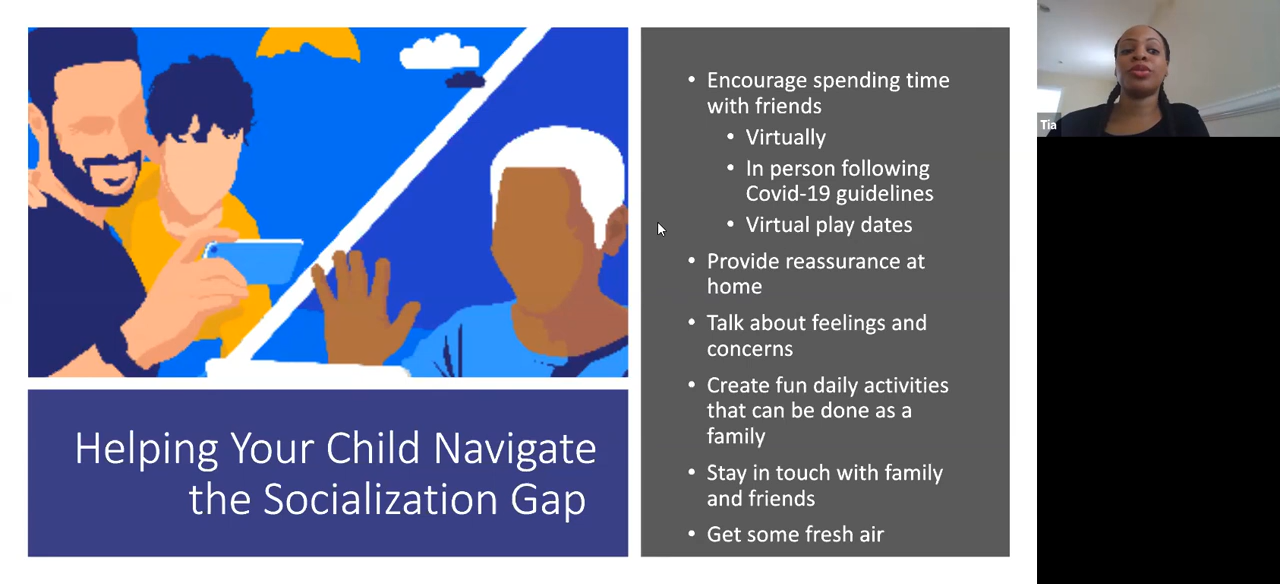 Helping Your Child Navigate
the Socialization Gap
• Encourage spending time
with friends
• Virtually
• In person following
Covid-19 guidelines
• Virtual play dates
• Provide reassurance at
home
• Talk about feelings and
concerns
• Create fun daily activities
that can be done as a
family
• Stay in touch with family
and friends
• Get some fresh air
Tia